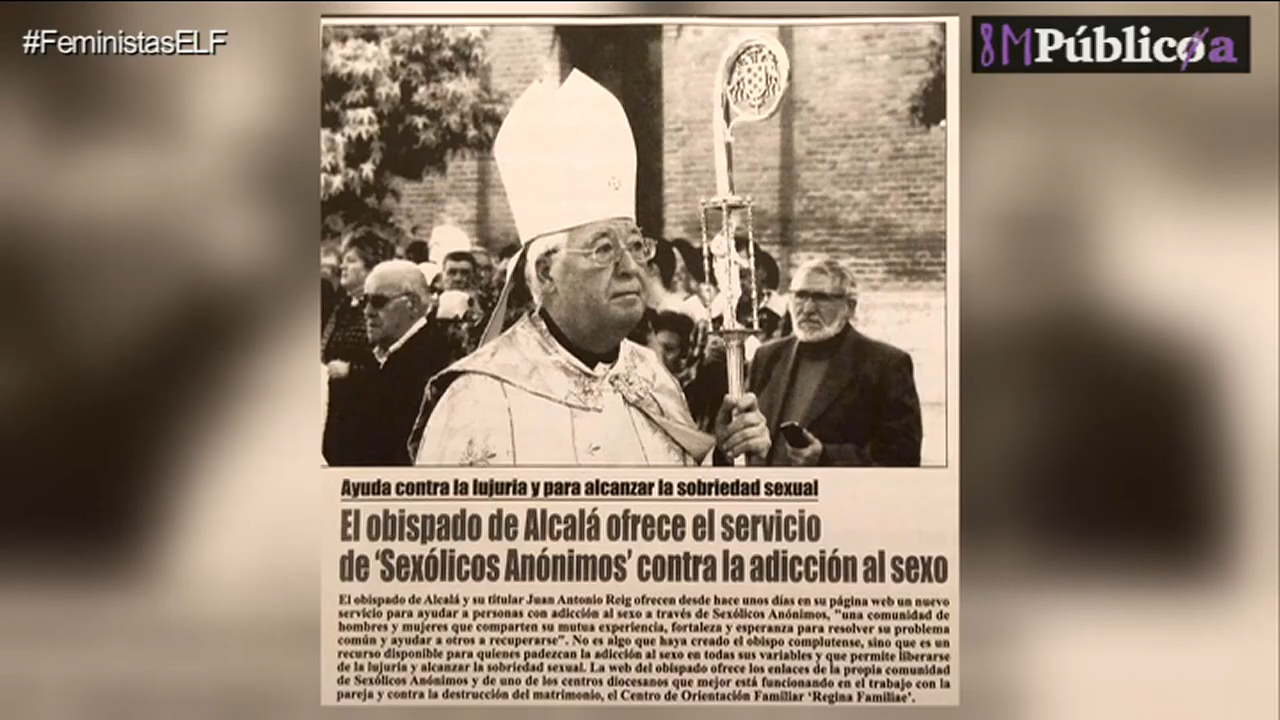 #FeministasELF
8M Público/a
Ayuda contra la lujuria y para alcanzar la sobriedad sexual
El obispado de Alcalá ofrece el servicio
de ‘Sexólicos Anónimos’ contra la adicción al sexo
El obispado de Alcalá y su titular Juan Antonio Reig ofrecen desde hace unos días en su página web un nuevo
servicio para ayudar a personas con adicción al sexo a través de Sexólicos Anónimos, "una comunidad de
hombres y mujeres que comparten su mutua experiencia, fortaleza y esperanza para resolver su problema
común y ayudar a otros a recuperarse". No es algo que haya creado el obispo complutense, sino que es un
recurso disponible para quienes padezcan la adicción al sexo en todas sus variables y que permite liberarse
de la lujuria y alcanzar la sobriedad sexual. La web del obispado ofrece los enlaces de la propia comunidad
de Sexólicos Anónimos y de uno de los centros diocesanos que mejor está funcionando en el trabajo con la
pareja y contra la destrucción del matrimonio, el Centro de Orientación Familiar ‘Regina Familiae’.